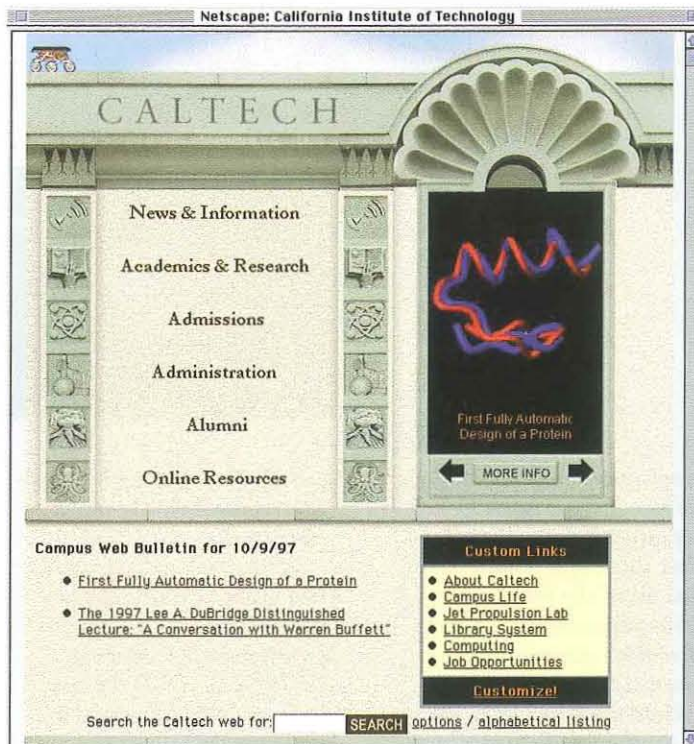 Netscape: California Institute of Technology
CALTECH
News & Information
Academics & Research
Admissions
Administration
Alumni
Online Resources
First Fully Automatic
Design of a Protein
MORE INFO
Campus Web Bulletin for 10/9/97
First Fully Automatic Design of a Protein
The 1997 Lee A. DuBridge Distinguished
Lecture: "A Conversation with Warren Buffett"
Custom Links
About Caltech
Campus Life
Jet Propulsion Lab
Library System
Computing
Job Opportunities
Customize!
Search the Caltech web for: SEARCH options / alphabetical listing